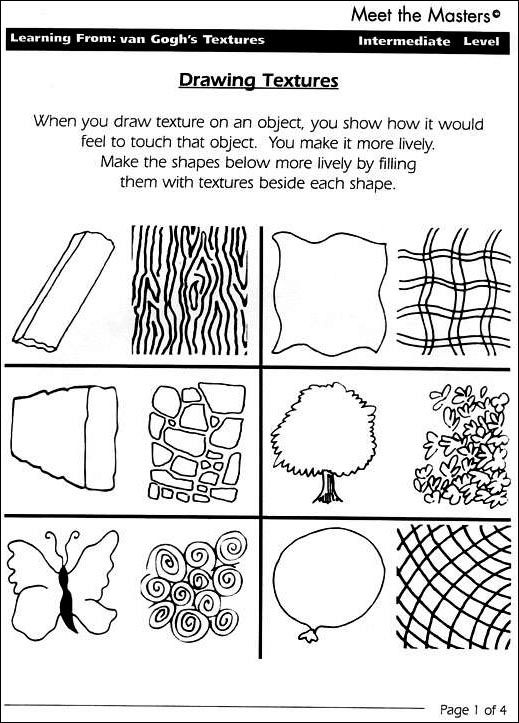 Meet the Masters©
Learning From: van Gogh's Textures Intermediate Level
Drawing Textures
When you draw texture on an object, you show how it would
feel to touch that object. You make it more lively.
Make the shapes below more lively by filling
them with textures beside each shape.
Page 1 of 4